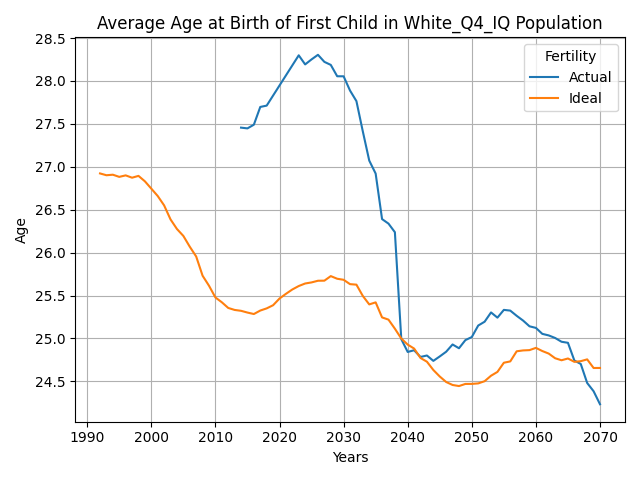 Average Age at Birth of First Child in White_Q4_IQ Population
28.5
28.0
27.5
27.0
26.5
26.0
25.5
25.0
24.5
Age
Fertility
Actual
Ideal
1990 2000 2010 2020 2030 2040 2050 2060 2070
Years